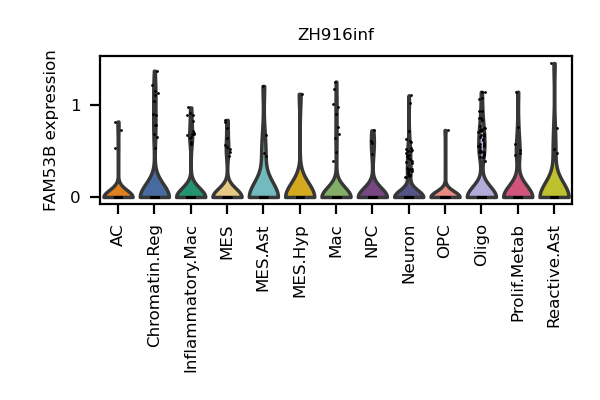 ZH916inf
FAM53B expression
1
0
AC
Chromatin.Reg
Inflammatory.Mac
MES
MES.Ast
MES.Hyp
Mac
NPC
Neuron
OPC
Oligo
Prolif.Metab
Reactive.Ast